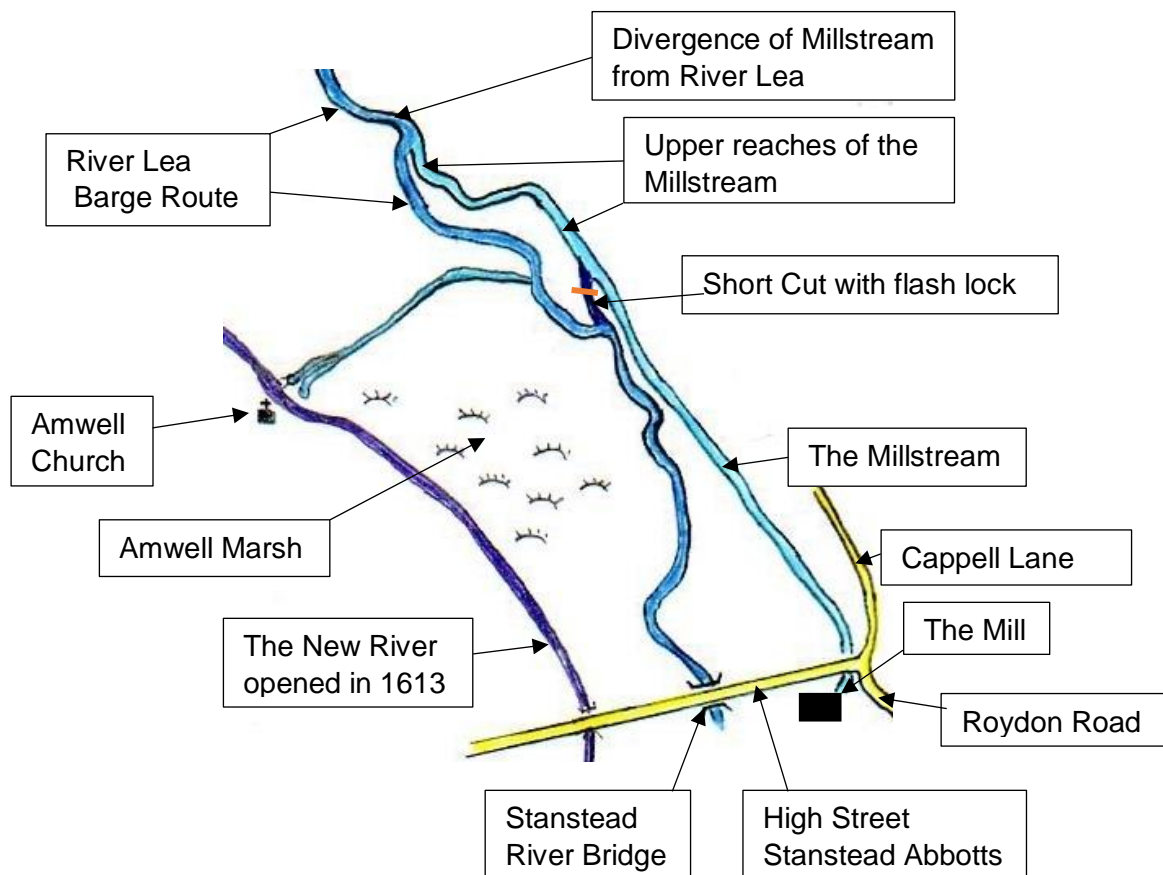 Divergence of Millstream
from River Lea
River Lea
Barge Route
Upper reaches of the
Millstream
Short Cut with flash lock
Amwell
Church
The Millstream
Amwell Marsh
Cappell Lane
The New River
opened in 1613
The Mill
Roydon Road
Stanstead
River Bridge
High Street
Stanstead Abbotts